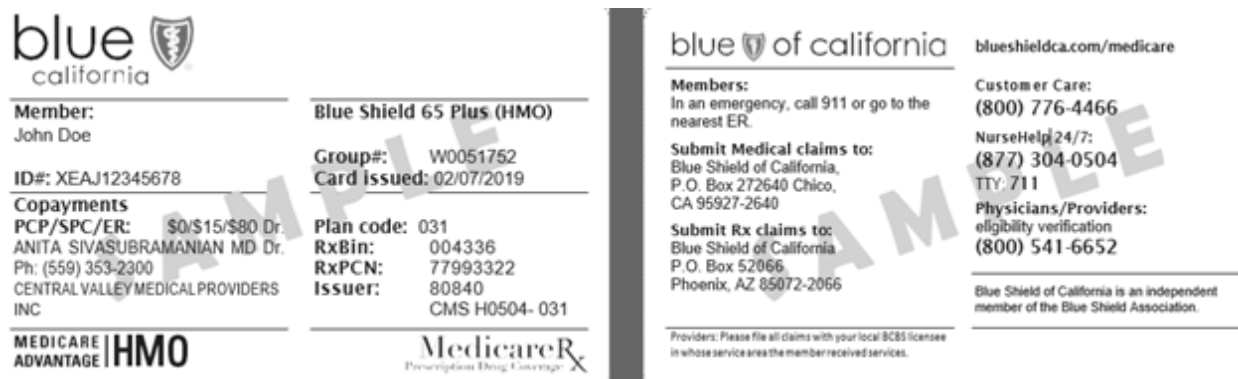 blue
california
Member:
John Doe
ID#: XEAJ12345678
Blue Shield 65 Plus (HMO)
Group#: W0051752
Card issued: 02/07/2019
Copayments
PCP/SPC/ER: $0/$15/$80 Dr.
ANITA SIVASUBRAMANIAN MD Dr.
Ph: (559) 353-2300
CENTRAL VALLEY MEDICAL PROVIDERS
INC
Plan code: 031
RxBin: 004336
RxPCN: 77993322
Issuer: 80840
CMS H0504- 031
MEDICARE
ADVANTAGE HMO
MedicareRx
Prescription Drug Coverage
SAMPLE
blue of california
Members:
In an emergency, call 911 or go to the
nearest ER.
Submit Medical claims to:
Blue Shield of California,
P.O. Box 272640 Chico,
CA 95927-2640
Submit Rx claims to:
Blue Shield of California
P.O. Box 52066
Phoenix, AZ 85072-2066
Providers: Please file all claims with your local BCBS licensee
in whose service area the member received services.
blueshieldca.com/medicare
Customer Care:
(800) 776-4466
NurseHelp 24/7:
(877) 304-0504
TTY: 711
Physicians/Providers:
eligibility verification
(800) 541-6652
Blue Shield of California is an independent
member of the Blue Shield Association.
SAMPLE